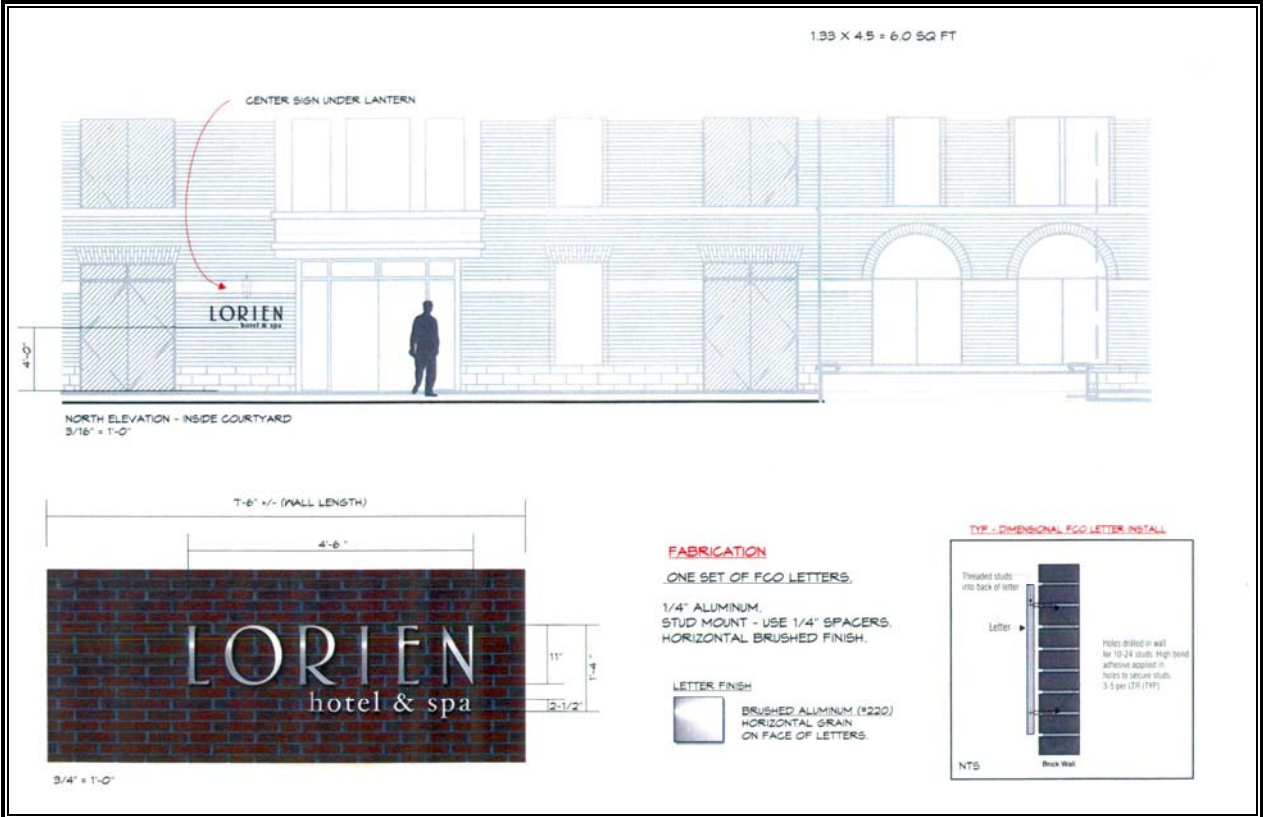 1.33 X 4.5 = 6.0 SQ FT
CENTER SIGN UNDER LANTERN
LORIEN
hotel & spa
4'-0"
NORTH ELEVATION - INSIDE COURTYARD
3/16" = 1'-0"
7'-6" +/- (WALL LENGTH)
4'-6"
LORIEN
hotel & spa
11"
2-1/2"
1'-4"
3/4" = 1'-0"
FABRICATION
ONE SET OF FCO LETTERS.
1/4" ALUMINUM.
STUD MOUNT - USE 1/4" SPACERS.
HORIZONTAL BRUSHED FINISH.
LETTER FINISH
BRUSHED ALUMINUM (#220)
HORIZONTAL GRAIN
ON FACE OF LETTERS.
TYP - DIMENSIONAL FCO LETTER INSTALL
Threaded studs
into back of letter
Letter
Holes drilled in wall
for 10-24 studs. High bond
adhesive applied in
holes to secure studs.
3-5 per LTR (TYP)
NTS
Brick Wall